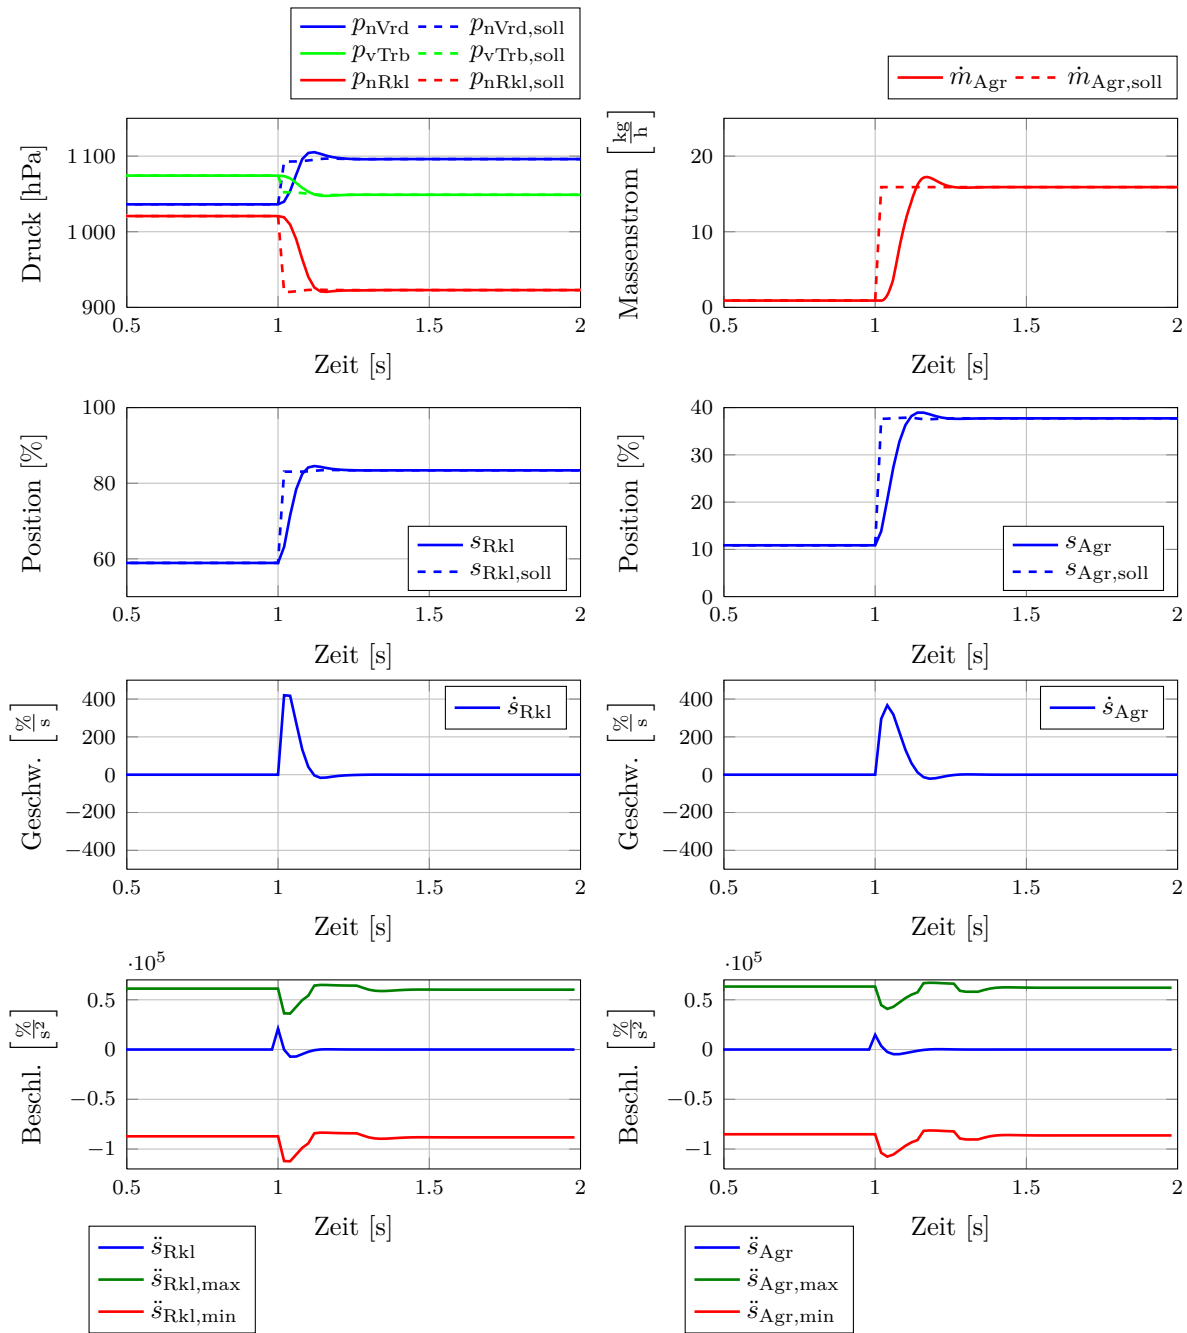 p_nVrd p_nVrd,soll
p_vTrb p_vTrb,soll
p_nRkl p_nRkl,soll
ṁ_Agr ṁ_Agr,soll
Druck [hPa]
1 100
1 000
900
0.5 1 1.5 2
Zeit [s]
Massenstrom [kg/h]
20
10
0
0.5 1 1.5 2
Zeit [s]
Position [%]
100
80
60
s_Rkl
s_Rkl,soll
0.5 1 1.5 2
Zeit [s]
Position [%]
40
30
20
10
0
s_Agr
s_Agr,soll
0.5 1 1.5 2
Zeit [s]
Geschw. [%/s]
400
200
0
−200
−400
ṡ_Rkl
0.5 1 1.5 2
Zeit [s]
Geschw. [%/s]
400
200
0
−200
−400
ṡ_Agr
0.5 1 1.5 2
Zeit [s]
·10⁵
Beschl. [%/s²]
0.5
0
−0.5
−1
0.5 1 1.5 2
Zeit [s]
s̈_Rkl
s̈_Rkl,max
s̈_Rkl,min
·10⁵
Beschl. [%/s²]
0.5
0
−0.5
−1
0.5 1 1.5 2
Zeit [s]
s̈_Agr
s̈_Agr,max
s̈_Agr,min